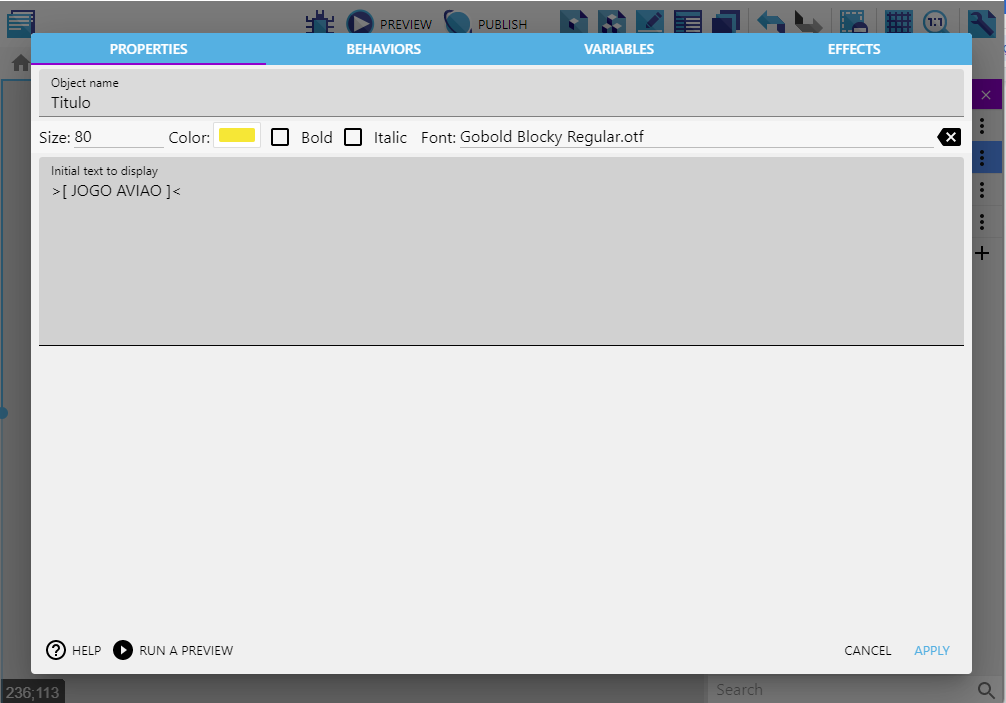 PREVIEW
PUBLISH
1:1
PROPERTIES
BEHAVIORS
VARIABLES
EFFECTS
Object name
Titulo
Size: 80 Color: Bold Italic Font: Gobold Blocky Regular.otf
Initial text to display
>[ JOGO AVIAO ]<
? HELP
RUN A PREVIEW
CANCEL
APPLY
236;113
Search